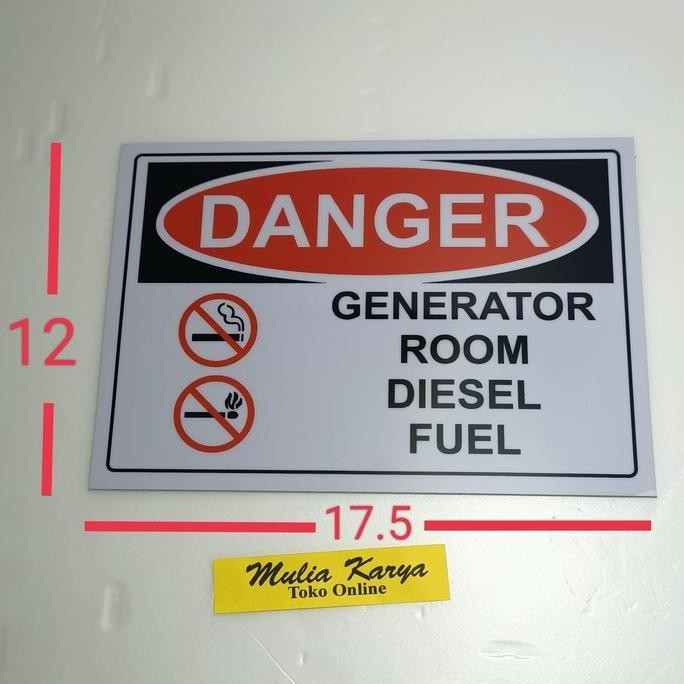 DANGER
GENERATOR
ROOM
DIESEL
FUEL
12
17.5
Mulia Karya
Toko Online